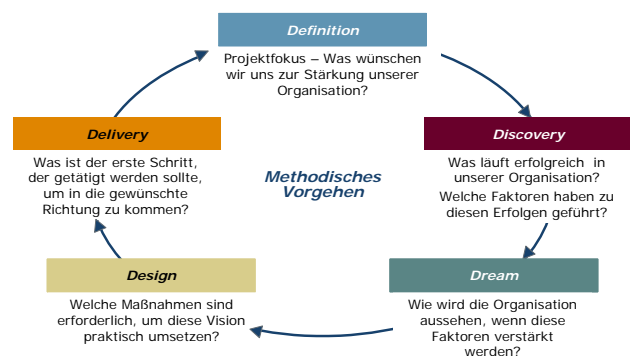 Definition
Projektfokus – Was wünschen
wir uns zur Stärkung unserer
Organisation?
Discovery
Was läuft erfolgreich in
unserer Organisation?
Welche Faktoren haben zu
diesen Erfolgen geführt?
Dream
Wie wird die Organisation
aussehen, wenn diese
Faktoren verstärkt
werden?
Design
Welche Maßnahmen sind
erforderlich, um diese Vision
praktisch umsetzen?
Delivery
Was ist der erste Schritt,
der getätigt werden sollte,
um in die gewünschte
Richtung zu kommen?
Methodisches
Vorgehen